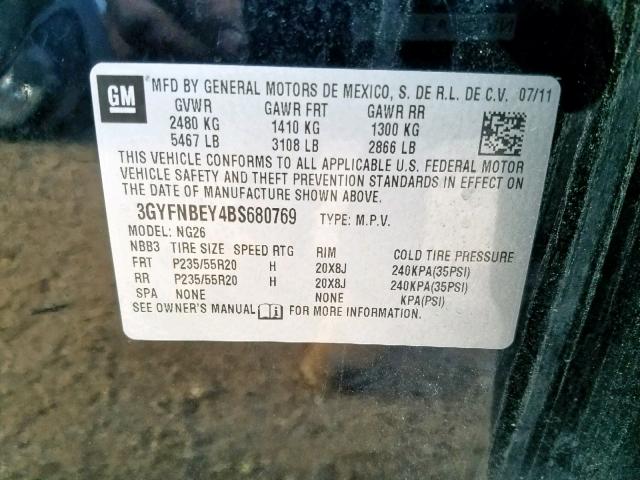 GM
MFD BY GENERAL MOTORS DE MEXICO, S. DE R.L. DE C.V. 07/11
GVWR GAWR FRT GAWR RR
2480 KG 1410 KG 1300 KG
5467 LB 3108 LB 2866 LB
THIS VEHICLE CONFORMS TO ALL APPLICABLE U.S. FEDERAL MOTOR
VEHICLE SAFETY AND THEFT PREVENTION STANDARDS IN EFFECT ON
THE DATE OF MANUFACTURE SHOWN ABOVE.
3GYFNBEY4BS680769 TYPE: M.P.V.
MODEL: NG26
NBB3 TIRE SIZE SPEED RTG RIM COLD TIRE PRESSURE
FRT P235/55R20 H 20X8J 240KPA(35PSI)
RR P235/55R20 H 20X8J 240KPA(35PSI)
SPA NONE NONE KPA(PSI)
SEE OWNER'S MANUAL FOR MORE INFORMATION.